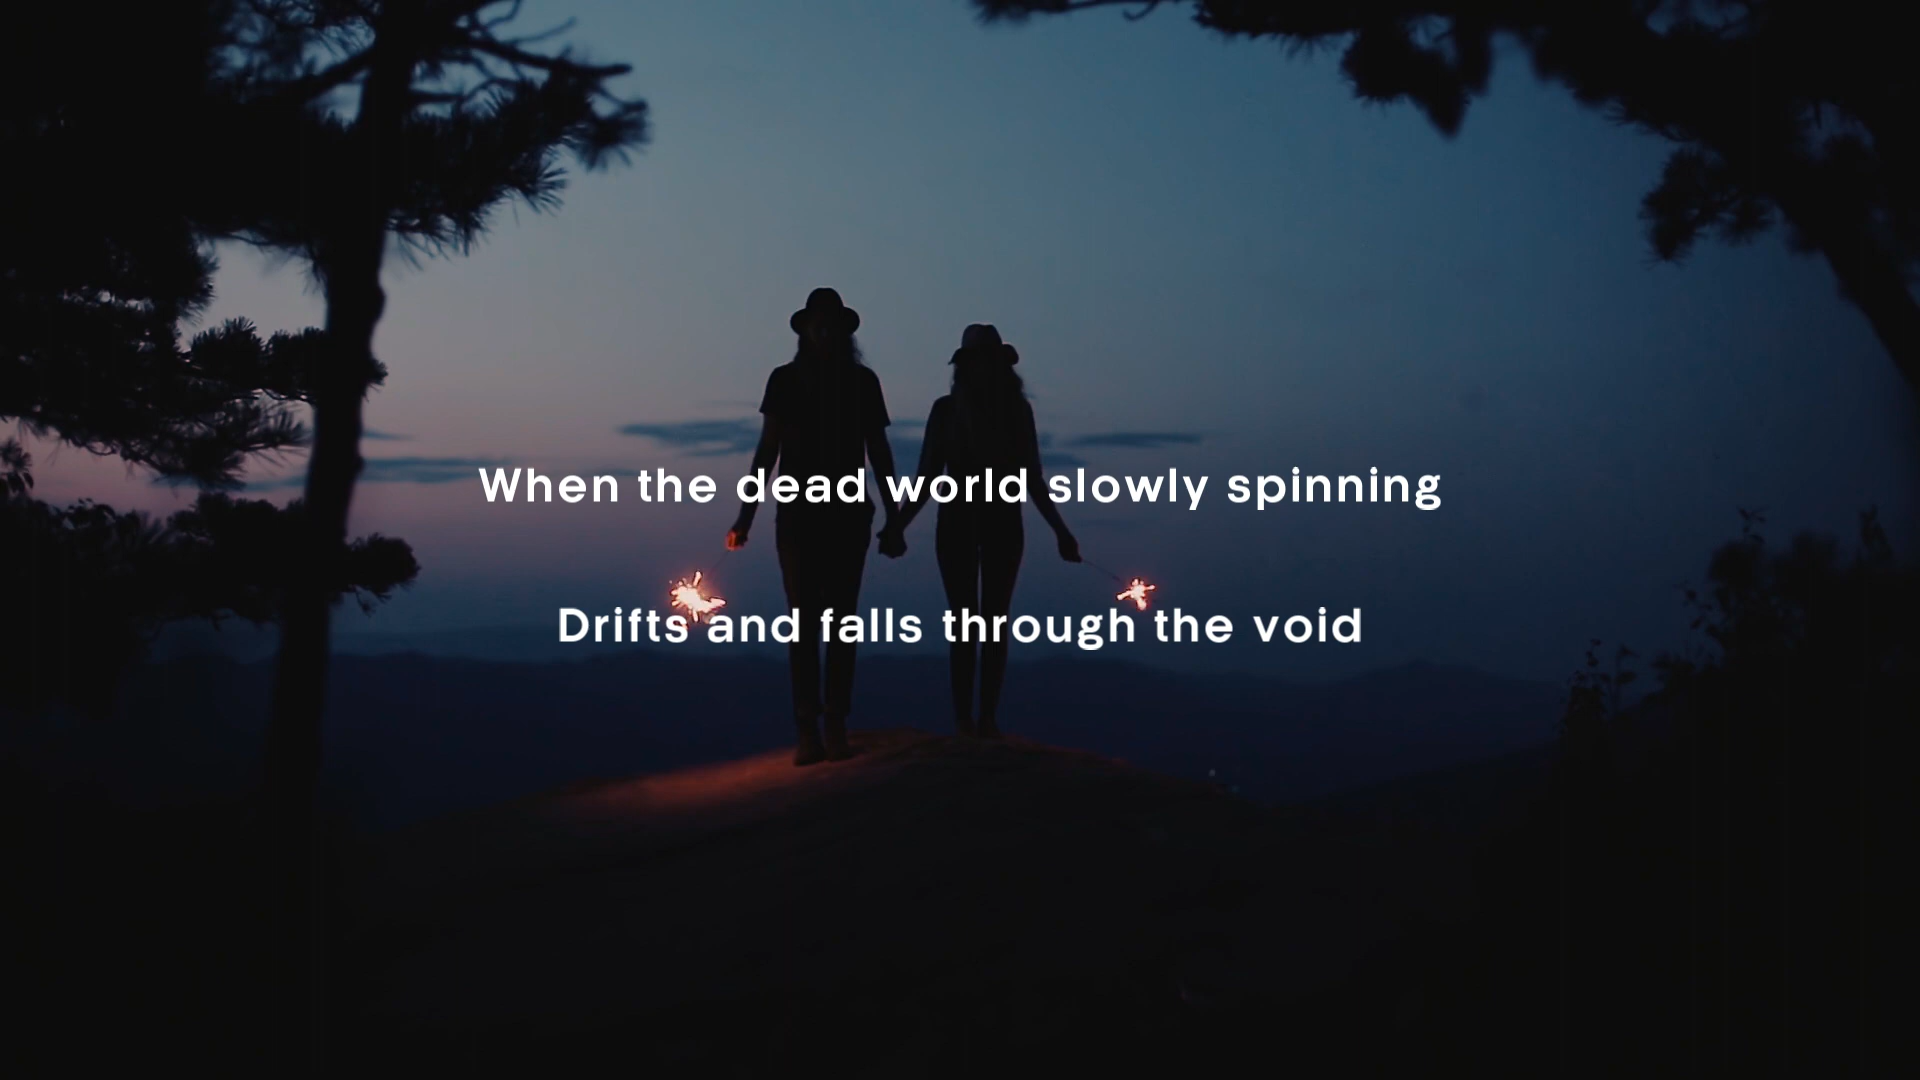 When the dead world slowly spinning
Drifts and falls through the void